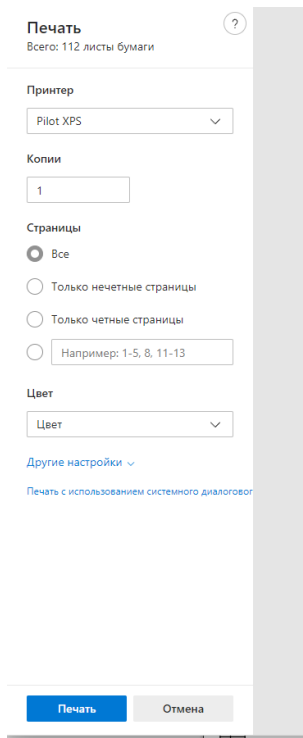 Печать
?
Всего: 112 листы бумаги
Принтер
Pilot XPS
Копии
1
Страницы
Все
Только нечетные страницы
Только четные страницы
Например: 1-5, 8, 11-13
Цвет
Цвет
Другие настройки
Печать с использованием системного диалоговог
Печать
Отмена